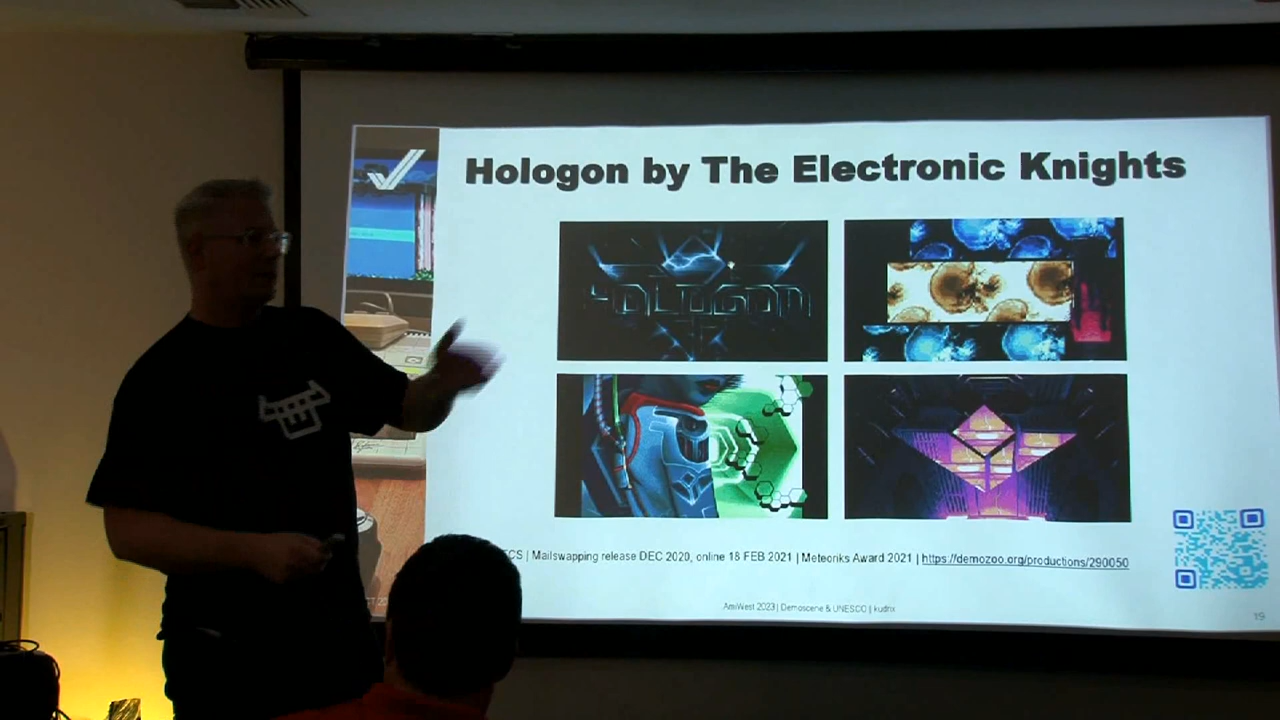 Hologon by The Electronic Knights
ECS | Mailswapping release DEC 2020, online 18 FEB 2021 | Meteoriks Award 2021 | https://demozoo.org/productions/290050
AmiWest 2023 | Demoscene & UNESCO | kudrix
19